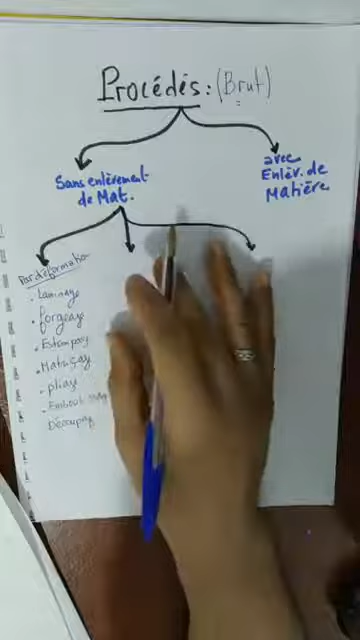 Procédés : (Brut)
Sans enlèvement
de Mat.
avec
Enlèv. de
Matière
Par déformation
. Laminage
. forgeage
. Estampage
. Matriçage
. pliage
. Emboutissage
Découpage